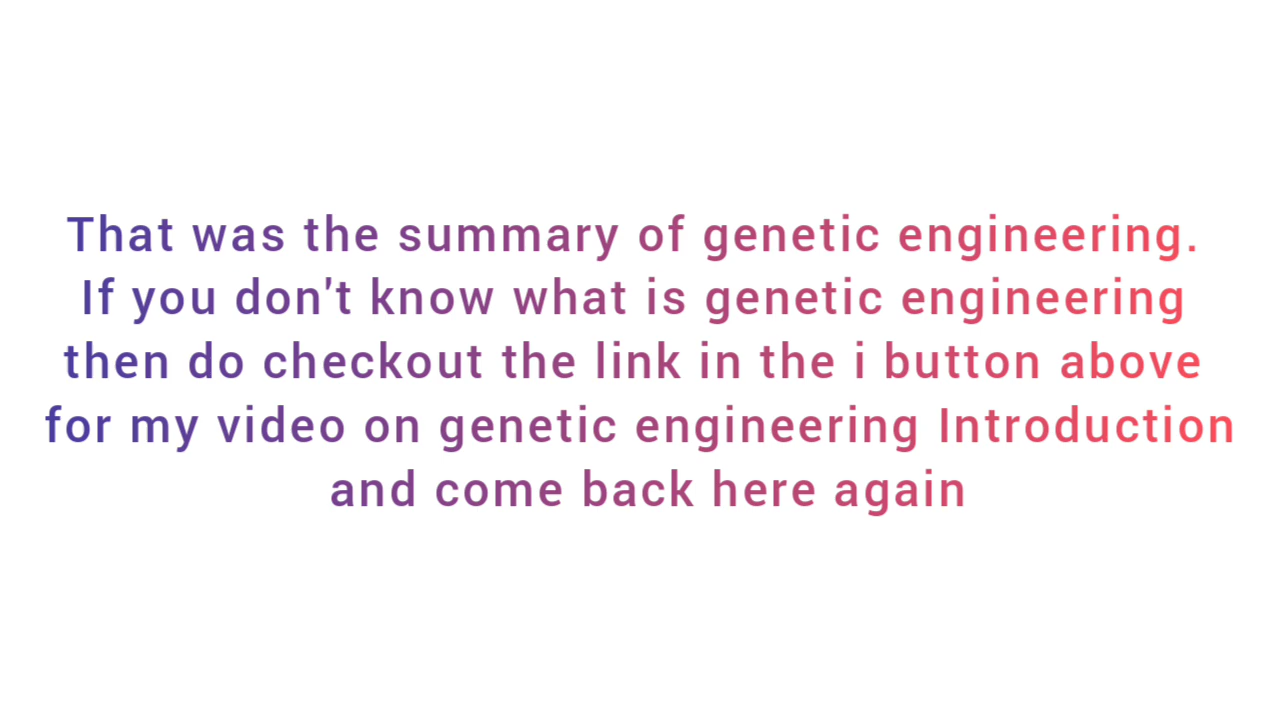 That was the summary of genetic engineering.
If you don't know what is genetic engineering
then do checkout the link in the i button above
for my video on genetic engineering Introduction
and come back here again